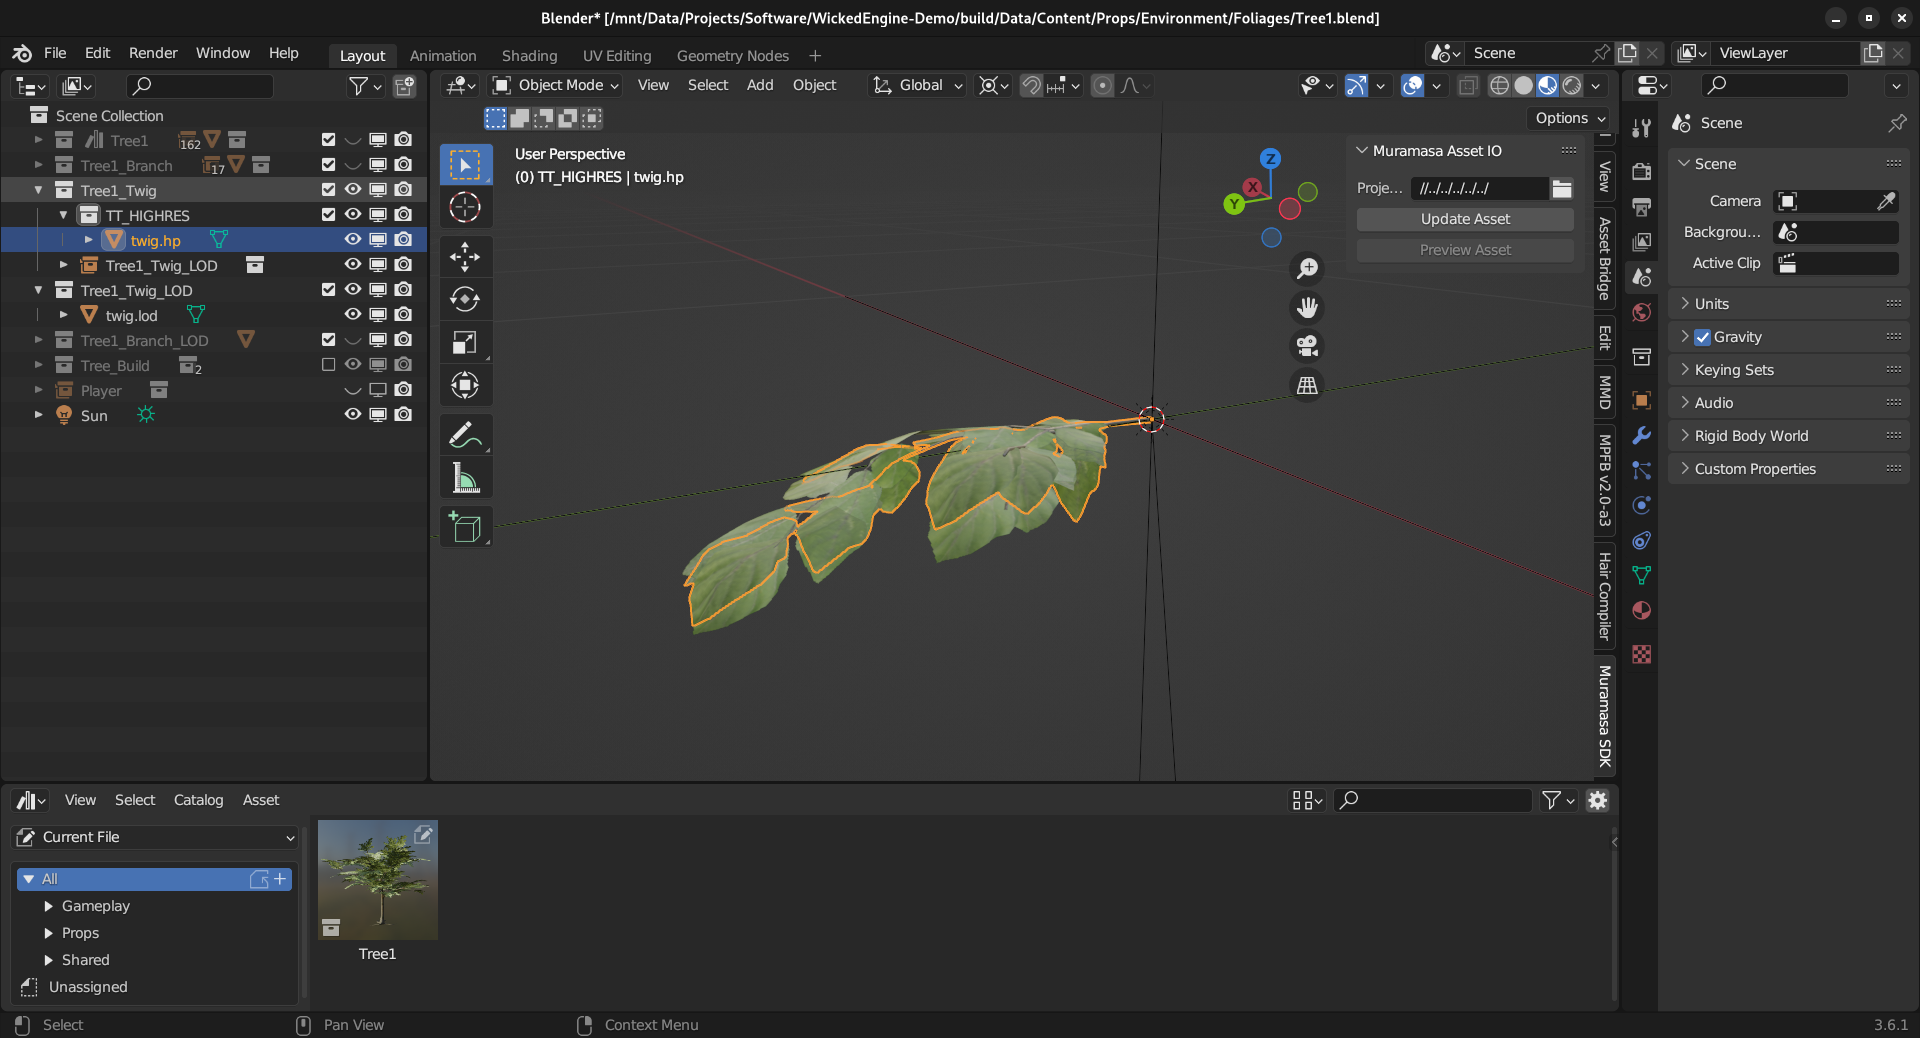 Blender* [/mnt/Data/Projects/Software/WickedEngine-Demo/build/Data/Content/Props/Environment/Foliages/Tree1.blend]
File Edit Render Window Help Layout Animation Shading UV Editing Geometry Nodes + Scene ViewLayer
Object Mode View Select Add Object Global
Options
Scene Collection
Tree1 162
Tree1_Branch 17
Tree1_Twig
TT_HIGHRES
twig.hp
Tree1_Twig_LOD
Tree1_Twig_LOD
twig.lod
Tree1_Branch_LOD
Tree_Build 2
Player
Sun
User Perspective
(0) TT_HIGHRES | twig.hp
Z
X
Y
Muramasa Asset IO
Proje... //../../../../../
Update Asset
Preview Asset
View
Asset Bridge
Edit
MMD
MPFB v2.0-a3
Hair Compiler
Muramasa SDK
Scene
Scene
Camera
Backgrou...
Active Clip
Units
Gravity
Keying Sets
Audio
Rigid Body World
Custom Properties
View Select Catalog Asset
Current File
All
Gameplay
Props
Shared
Unassigned
Tree1
Select Pan View Context Menu 3.6.1